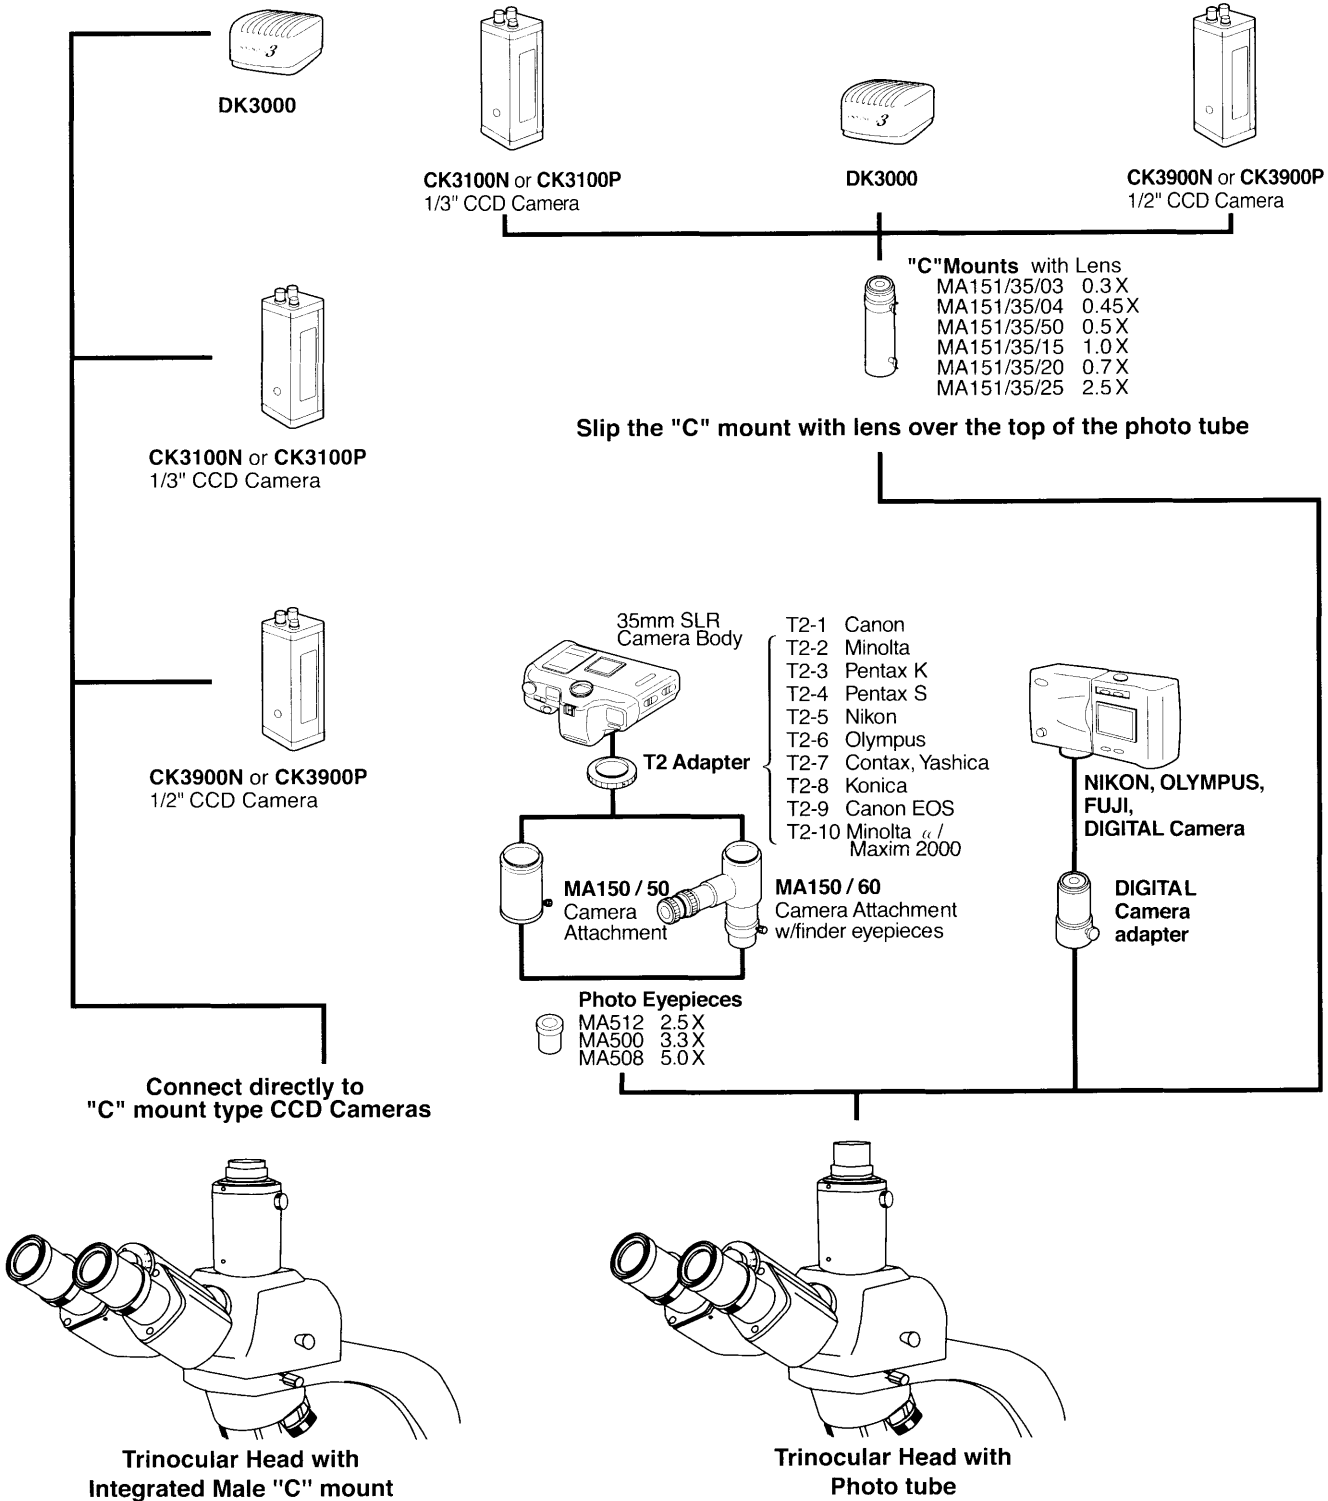 3
DK3000
CK3100N or CK3100P
1/3" CCD Camera
3
DK3000
CK3900N or CK3900P
1/2" CCD Camera
"C"Mounts with Lens
MA151/35/03 0.3X
MA151/35/04 0.45X
MA151/35/50 0.5X
MA151/35/15 1.0X
MA151/35/20 0.7X
MA151/35/25 2.5X
Slip the "C" mount with lens over the top of the photo tube
CK3100N or CK3100P
1/3" CCD Camera
CK3900N or CK3900P
1/2" CCD Camera
35mm SLR
Camera Body
T2 Adapter
T2-1 Canon
T2-2 Minolta
T2-3 Pentax K
T2-4 Pentax S
T2-5 Nikon
T2-6 Olympus
T2-7 Contax, Yashica
T2-8 Konica
T2-9 Canon EOS
T2-10 Minolta α /
Maxim 2000
NIKON, OLYMPUS,
FUJI,
DIGITAL Camera
MA150 / 50
Camera
Attachment
MA150 / 60
Camera Attachment
w/finder eyepieces
DIGITAL
Camera
adapter
Photo Eyepieces
MA512 2.5X
MA500 3.3X
MA508 5.0X
Connect directly to
"C" mount type CCD Cameras
Trinocular Head with
Integrated Male "C" mount
Trinocular Head with
Photo tube